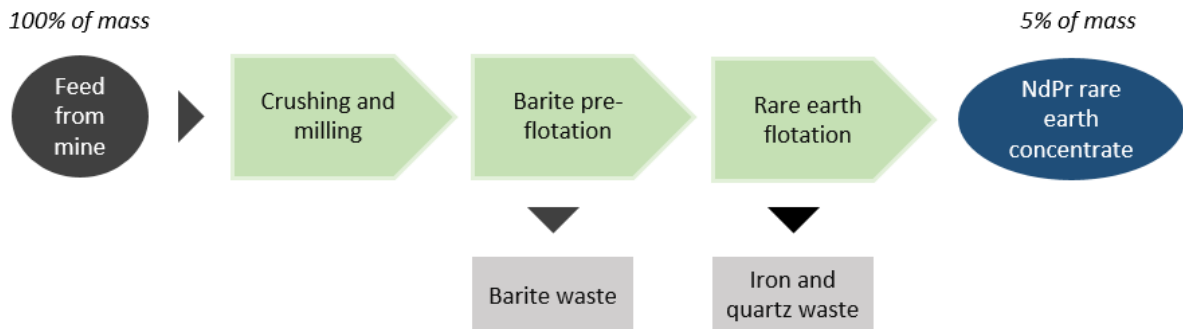 100% of mass
5% of mass
Feed
from
mine
Crushing and
milling
Barite pre-
flotation
Rare earth
flotation
NdPr rare
earth
concentrate
Barite waste
Iron and
quartz waste